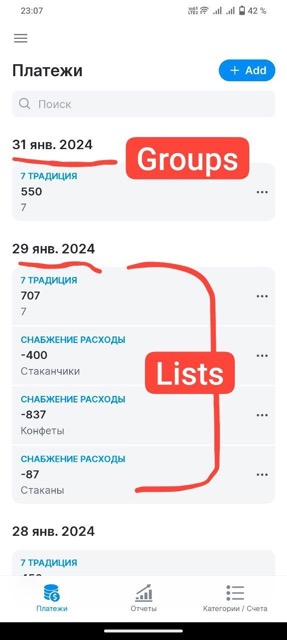 23:07
42 %
Платежи
+ Add
Поиск
31 янв. 2024
Groups
7 ТРАДИЦИЯ
550
7
29 янв. 2024
7 ТРАДИЦИЯ
707
7
СНАБЖЕНИЕ РАСХОДЫ
-400
Стаканчики
Lists
СНАБЖЕНИЕ РАСХОДЫ
-837
Конфеты
СНАБЖЕНИЕ РАСХОДЫ
-87
Стаканы
28 янв. 2024
7 ТРАДИЦИЯ
Платежи
Отчеты
Категории / Счета